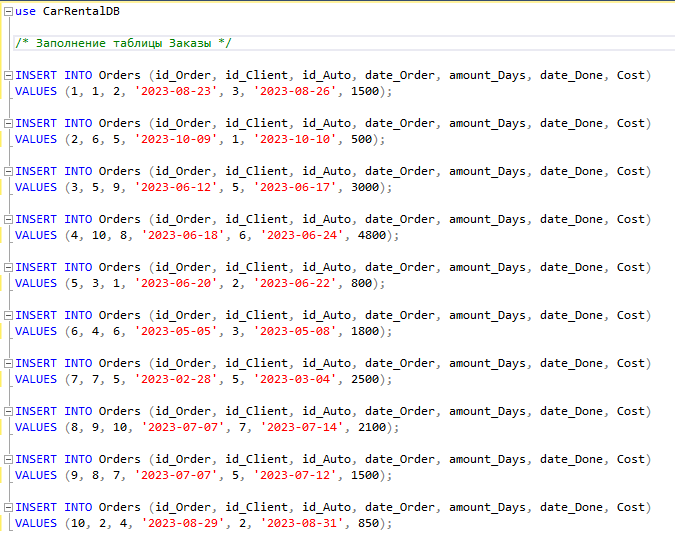 use CarRentalDB
/* Заполнение таблицы Заказы */
INSERT INTO Orders (id_Order, id_Client, id_Auto, date_Order, amount_Days, date_Done, Cost)
VALUES (1, 1, 2, '2023-08-23', 3, '2023-08-26', 1500);
INSERT INTO Orders (id_Order, id_Client, id_Auto, date_Order, amount_Days, date_Done, Cost)
VALUES (2, 6, 5, '2023-10-09', 1, '2023-10-10', 500);
INSERT INTO Orders (id_Order, id_Client, id_Auto, date_Order, amount_Days, date_Done, Cost)
VALUES (3, 5, 9, '2023-06-12', 5, '2023-06-17', 3000);
INSERT INTO Orders (id_Order, id_Client, id_Auto, date_Order, amount_Days, date_Done, Cost)
VALUES (4, 10, 8, '2023-06-18', 6, '2023-06-24', 4800);
INSERT INTO Orders (id_Order, id_Client, id_Auto, date_Order, amount_Days, date_Done, Cost)
VALUES (5, 3, 1, '2023-06-20', 2, '2023-06-22', 800);
INSERT INTO Orders (id_Order, id_Client, id_Auto, date_Order, amount_Days, date_Done, Cost)
VALUES (6, 4, 6, '2023-05-05', 3, '2023-05-08', 1800);
INSERT INTO Orders (id_Order, id_Client, id_Auto, date_Order, amount_Days, date_Done, Cost)
VALUES (7, 7, 5, '2023-02-28', 5, '2023-03-04', 2500);
INSERT INTO Orders (id_Order, id_Client, id_Auto, date_Order, amount_Days, date_Done, Cost)
VALUES (8, 9, 10, '2023-07-07', 7, '2023-07-14', 2100);
INSERT INTO Orders (id_Order, id_Client, id_Auto, date_Order, amount_Days, date_Done, Cost)
VALUES (9, 8, 7, '2023-07-07', 5, '2023-07-12', 1500);
INSERT INTO Orders (id_Order, id_Client, id_Auto, date_Order, amount_Days, date_Done, Cost)
VALUES (10, 2, 4, '2023-08-29', 2, '2023-08-31', 850);